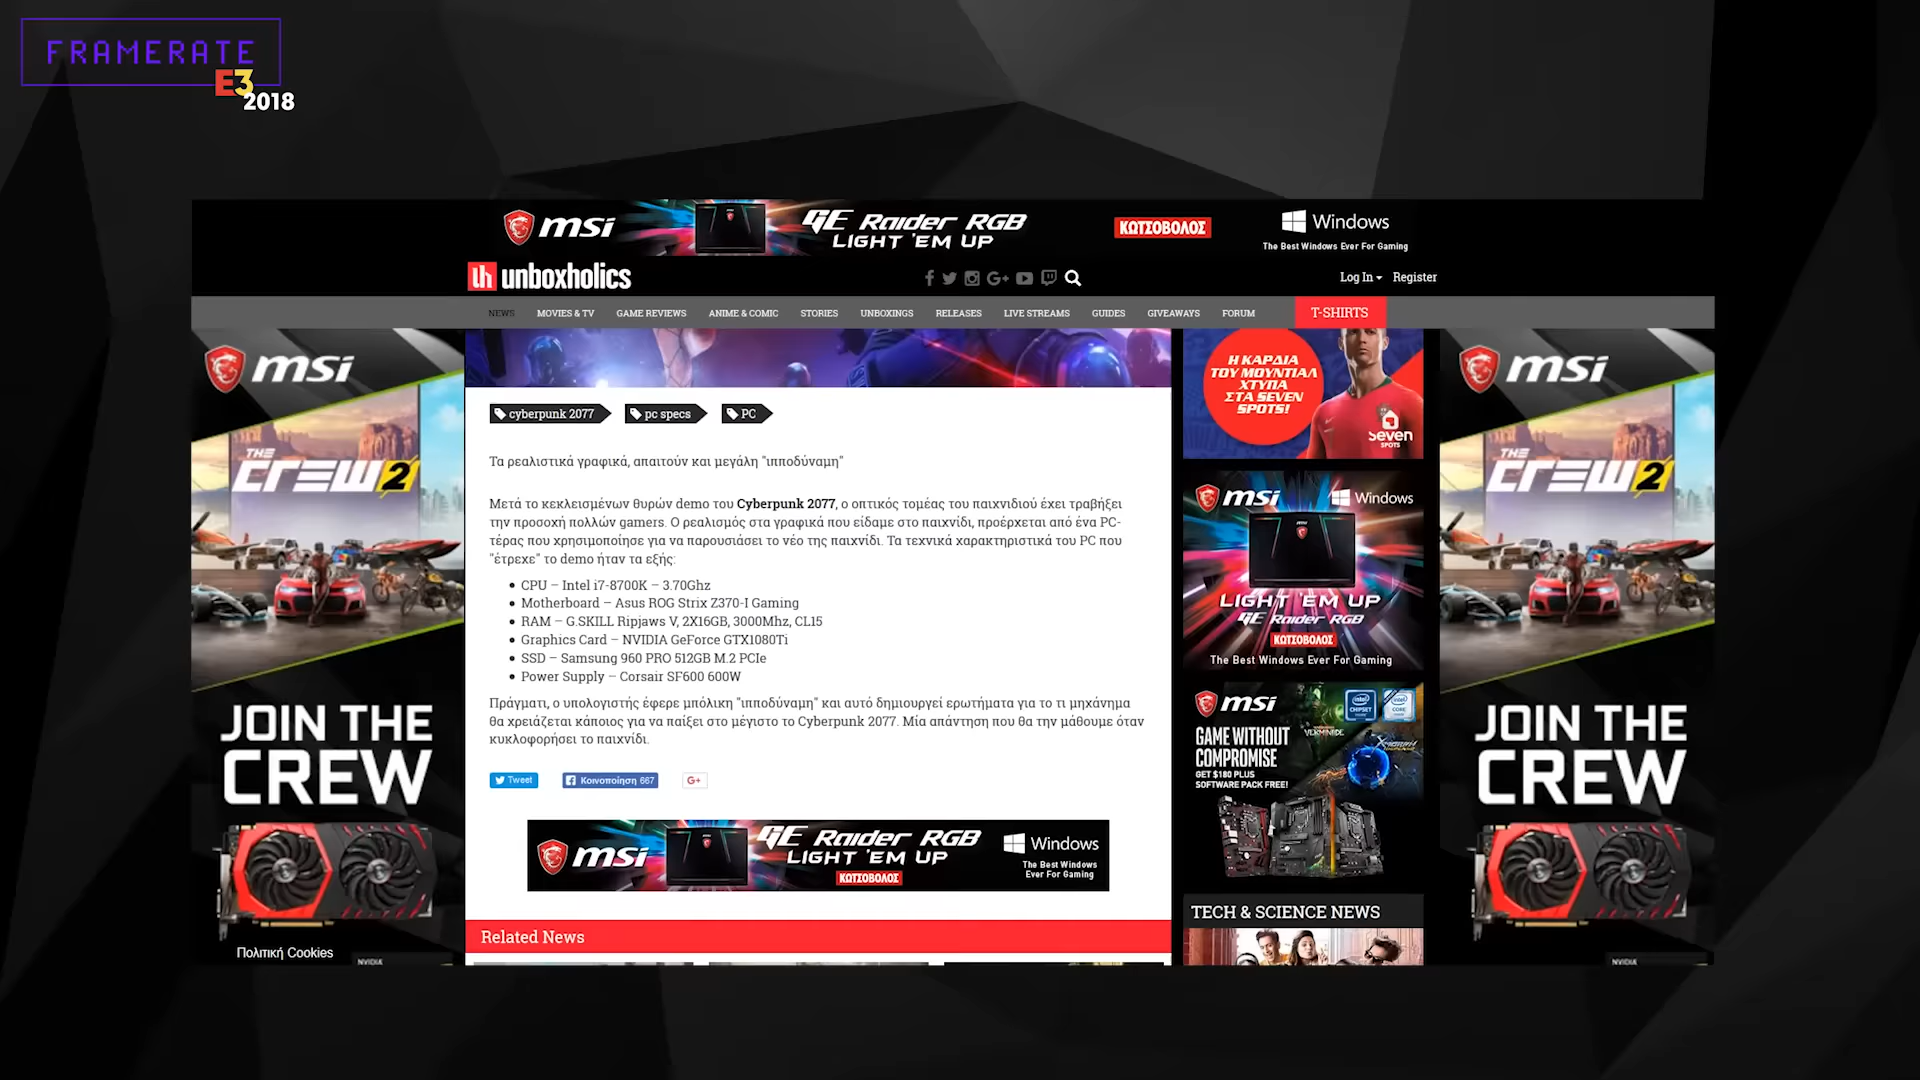 FRAMERATE
E3
2018
msi
GE Raider RGB
LIGHT 'EM UP
ΚΩΤΣΟΒΟΛΟΣ
Windows
The Best Windows Ever For Gaming
uh unboxholics
Log In
Register
NEWS
MOVIES & TV
GAME REVIEWS
ANIME & COMIC
STORIES
UNBOXINGS
RELEASES
LIVE STREAMS
GUIDES
GIVEAWAYS
FORUM
T-SHIRTS
msi
THE
CREW 2
JOIN THE
CREW
Πολιτική Cookies
NVIDIA
cyberpunk 2077
pc specs
PC
Τα ρεαλιστικά γραφικά, απαιτούν και μεγάλη "ιπποδύναμη"
Μετά το κεκλεισμένων θυρών demo του Cyberpunk 2077, ο οπτικός τομέας του παιχνιδιού έχει τραβήξει
την προσοχή πολλών gamers. Ο ρεαλισμός στα γραφικά που είδαμε στο παιχνίδι, προέρχεται από ένα PC-
τέρας που χρησιμοποίησε για να παρουσιάσει το νέο της παιχνίδι. Τα τεχνικά χαρακτηριστικά του PC που
"έτρεχε" το demo ήταν τα εξής:
CPU – Intel i7-8700K – 3.70Ghz
Motherboard – Asus ROG Strix Z370-I Gaming
RAM – G.SKILL Ripjaws V, 2X16GB, 3000Mhz, CL15
Graphics Card – NVIDIA GeForce GTX1080Ti
SSD – Samsung 960 PRO 512GB M.2 PCIe
Power Supply – Corsair SF600 600W
Πράγματι, ο υπολογιστής έφερε μπόλικη "ιπποδύναμη" και αυτό δημιουργεί ερωτήματα για το τι μηχάνημα
θα χρειάζεται κάποιος για να παίξει στο μέγιστο το Cyberpunk 2077. Μία απάντηση που θα την μάθουμε όταν
κυκλοφορήσει το παιχνίδι.
Tweet
Κοινοποίηση 667
G+
msi
GE Raider RGB
LIGHT 'EM UP
ΚΩΤΣΟΒΟΛΟΣ
Windows
The Best Windows
Ever For Gaming
Related News
Η ΚΑΡΔΙΑ
ΤΟΥ ΜΟΥΝΤΙΑΛ
ΧΤΥΠΑ
ΣΤΑ SEVEN
SPOTS!
seven
SPOTS
msi
Windows
LIGHT 'EM UP
GE Raider RGB
ΚΩΤΣΟΒΟΛΟΣ
The Best Windows Ever For Gaming
msi
GAME WITHOUT
COMPROMISE
GET $180 PLUS
SOFTWARE PACK FREE!
TECH & SCIENCE NEWS
msi
THE
CREW 2
JOIN THE
CREW
NVIDIA